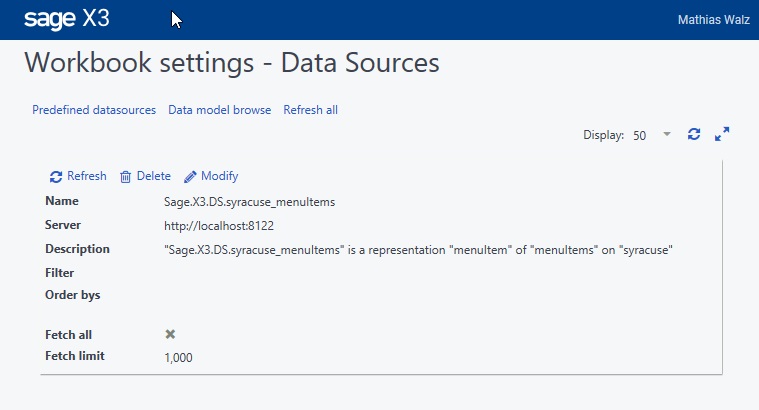 sage X3
Mathias Walz
Workbook settings - Data Sources
Predefined datasources Data model browse Refresh all
Display: 50
Refresh Delete Modify
Name Sage.X3.DS.syracuse_menuItems
Server http://localhost:8122
Description "Sage.X3.DS.syracuse_menuItems" is a representation "menuItem" of "menuItems" on "syracuse"
Filter
Order bys
Fetch all
Fetch limit 1,000